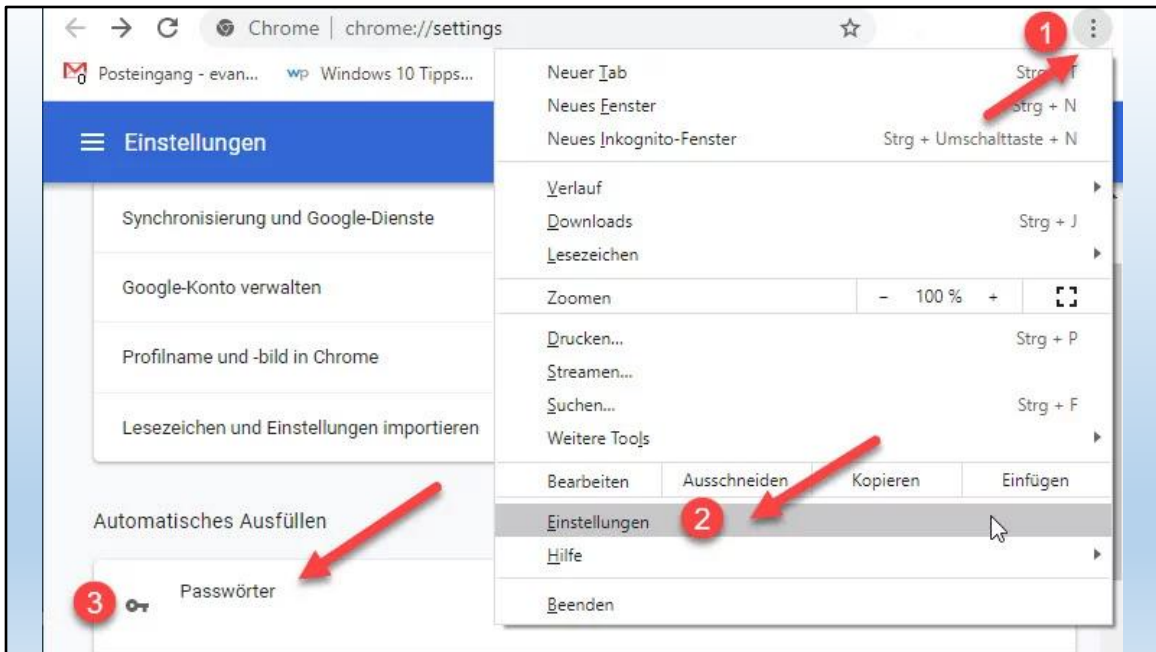 Chrome | chrome://settings
1
0 Posteingang - evan... wp Windows 10 Tipps...
Einstellungen
Synchronisierung und Google-Dienste
Google-Konto verwalten
Profilname und -bild in Chrome
Lesezeichen und Einstellungen importieren
Automatisches Ausfüllen
3 Passwörter
Neuer Tab Strg + T
Neues Fenster Strg + N
Neues Inkognito-Fenster Strg + Umschalttaste + N
Verlauf
Downloads Strg + J
Lesezeichen
Zoomen - 100 % +
Drucken... Strg + P
Streamen...
Suchen... Strg + F
Weitere Tools
Bearbeiten Ausschneiden Kopieren Einfügen
Einstellungen 2
Hilfe
Beenden